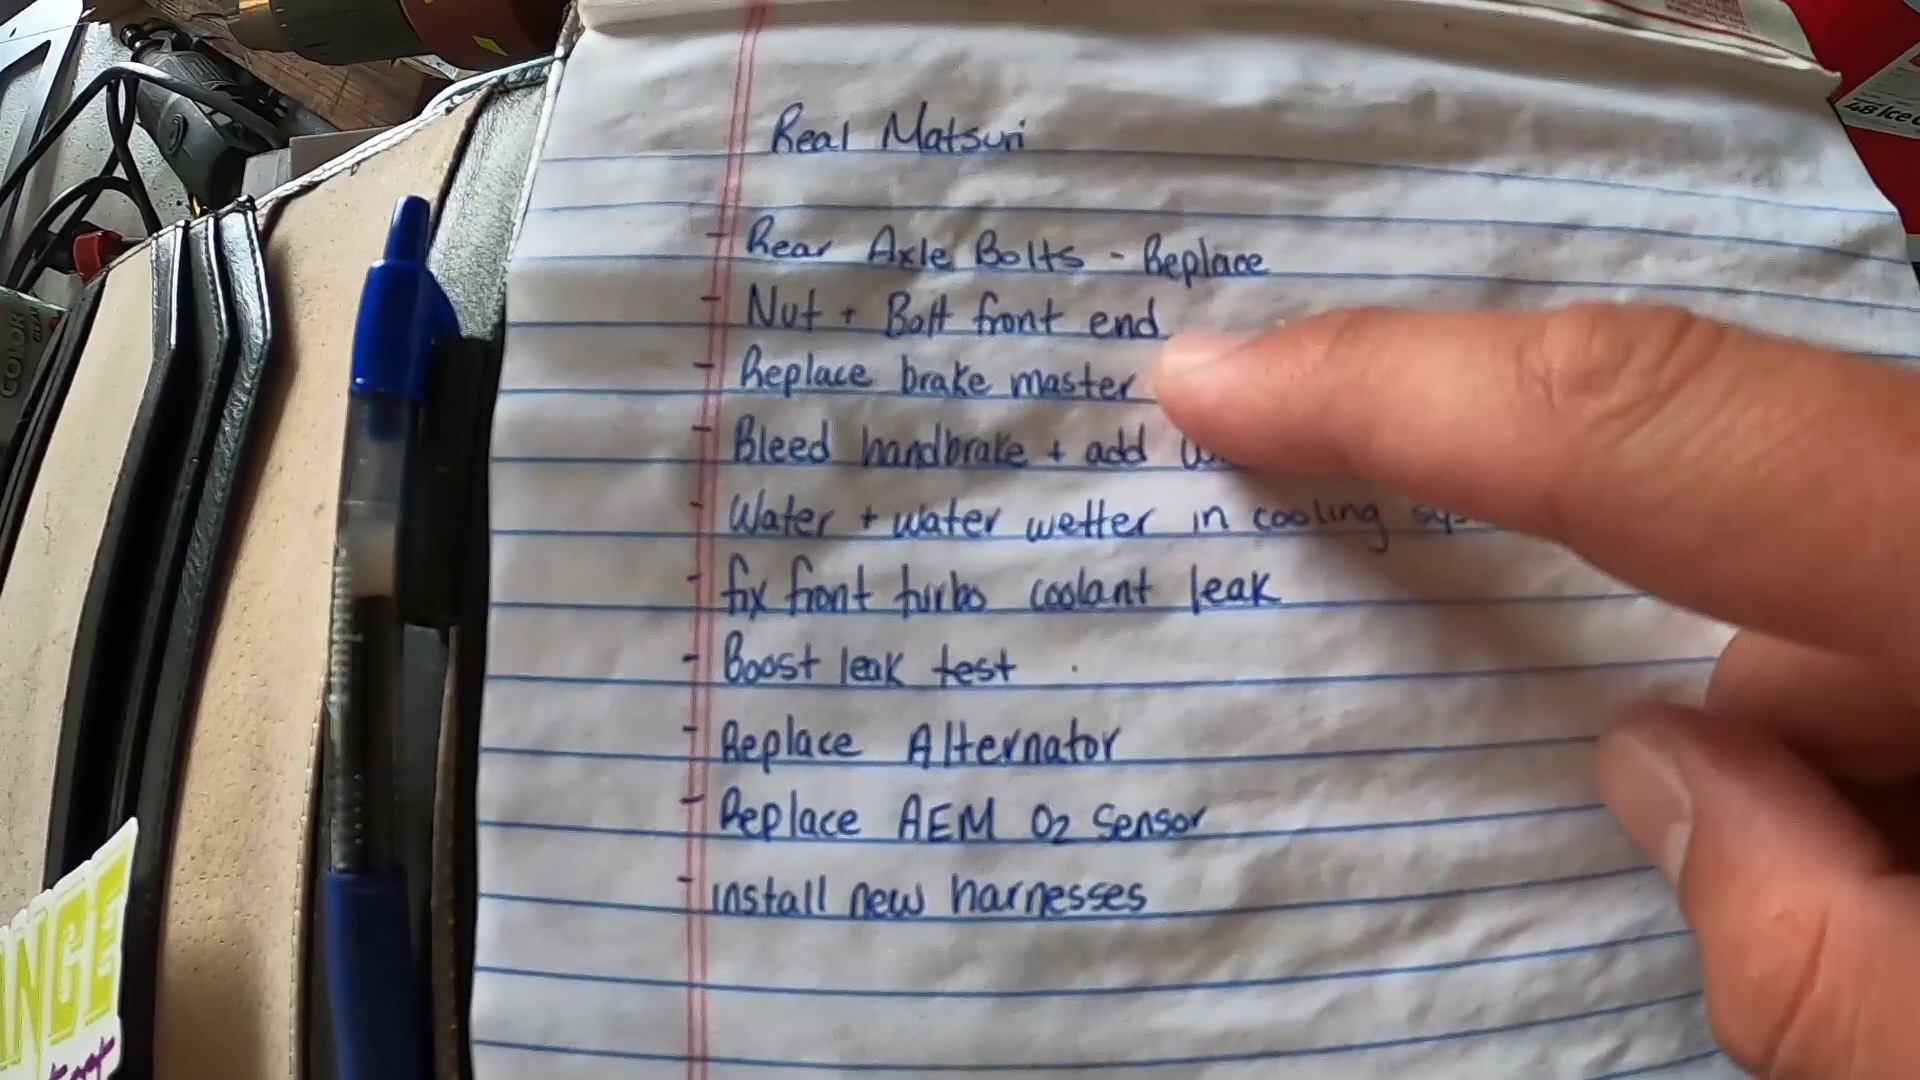 Real Matsuri
- Rear Axle Bolts - Replace
- Nut + Bolt front end
- Replace brake master
- Bleed handbrake + add
- Water + water wetter in cooling
- fix front turbo coolant leak
- Boost leak test
- Replace Alternator
- Replace AEM O2 Sensor
- install new harnesses
COKER